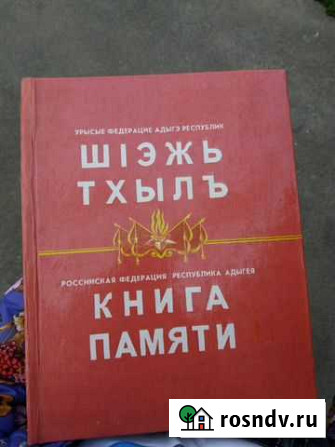 УРЫСЫЕ ФЕДЕРАЦИЕ АДЫГЭ РЕСПУБЛИК
ШІЭЖЬ
ТХЫЛЪ
РОССИЙСКАЯ ФЕДЕРАЦИЯ РЕСПУБЛИКА АДЫГЕЯ
КНИГА
ПАМЯТИ
rosndv.ru